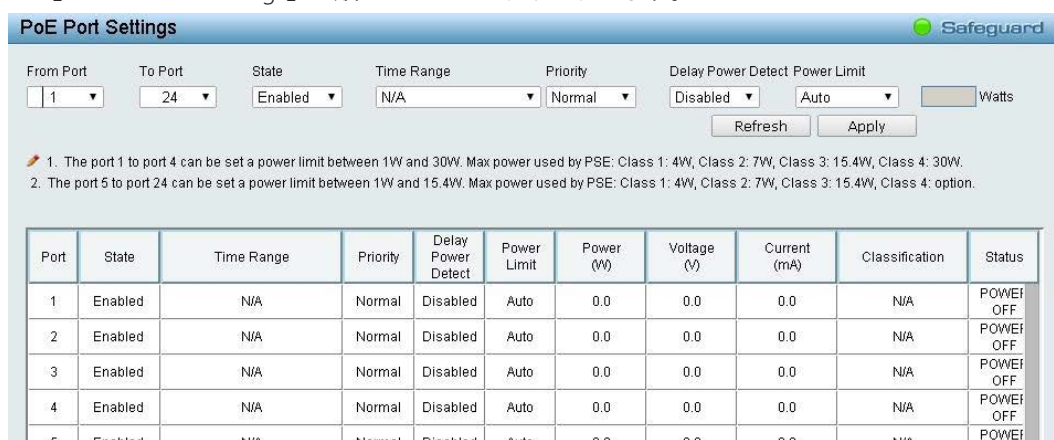 PoE Port Settings
Safeguard
From Port To Port State Time Range Priority Delay Power Detect Power Limit
1 24 Enabled N/A Normal Disabled Auto Watts
Refresh Apply
1. The port 1 to port 4 can be set a power limit between 1W and 30W. Max power used by PSE: Class 1: 4W, Class 2: 7W, Class 3: 15.4W, Class 4: 30W.
2. The port 5 to port 24 can be set a power limit between 1W and 15.4W. Max power used by PSE: Class 1: 4W, Class 2: 7W, Class 3: 15.4W, Class 4: option.
Port State Time Range Priority Delay Power Detect Power Limit Power (W) Voltage (V) Current (mA) Classification Status
1 Enabled N/A Normal Disabled Auto 0.0 0.0 0.0 N/A POWER OFF
2 Enabled N/A Normal Disabled Auto 0.0 0.0 0.0 N/A POWER OFF
3 Enabled N/A Normal Disabled Auto 0.0 0.0 0.0 N/A POWER OFF
4 Enabled N/A Normal Disabled Auto 0.0 0.0 0.0 N/A POWER OFF
POWER